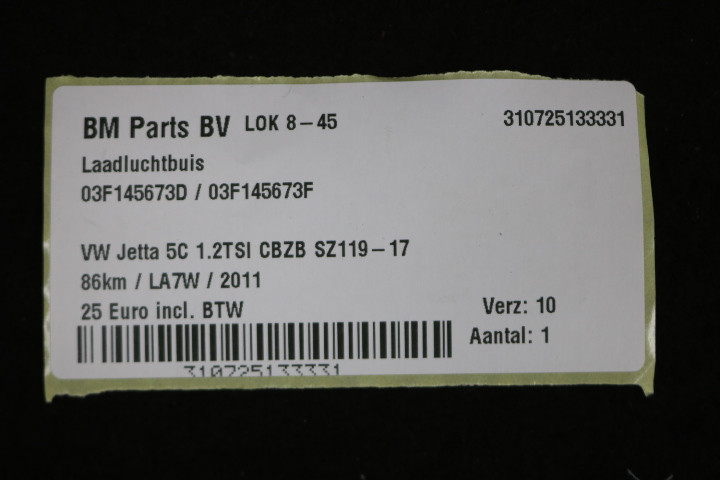 BM Parts BV LOK 8-45 310725133331
Laadluchtbuis
03F145673D / 03F145673F
VW Jetta 5C 1.2TSI CBZB SZ119-17
86km / LA7W / 2011
25 Euro incl. BTW Verz: 10
Aantal: 1
310725133331